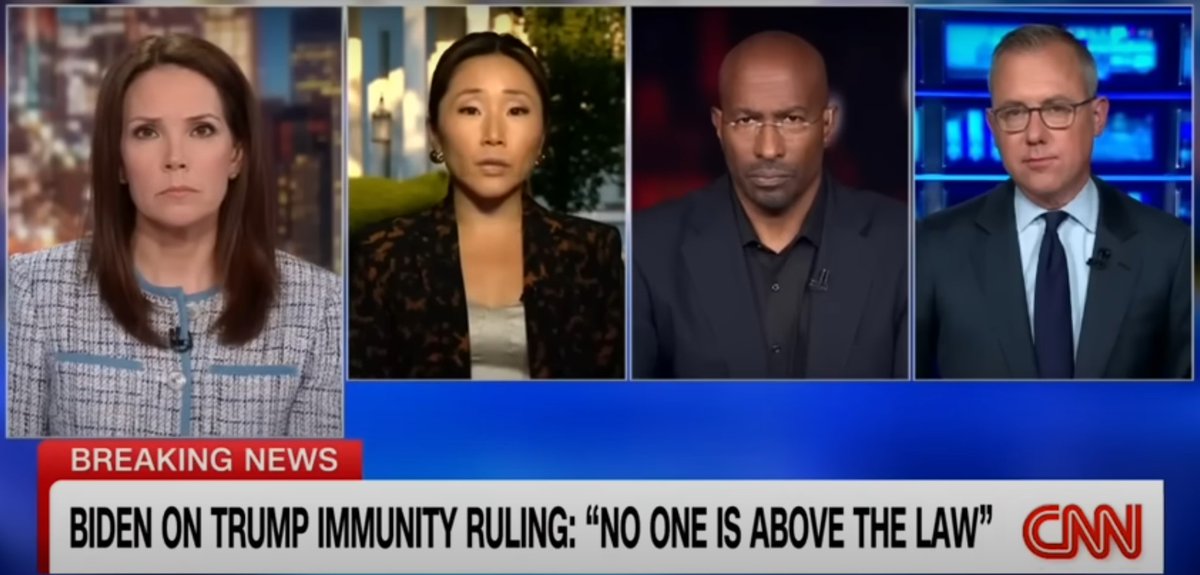 BREAKING NEWS
BIDEN ON TRUMP IMMUNITY RULING: “NO ONE IS ABOVE THE LAW”
CNN